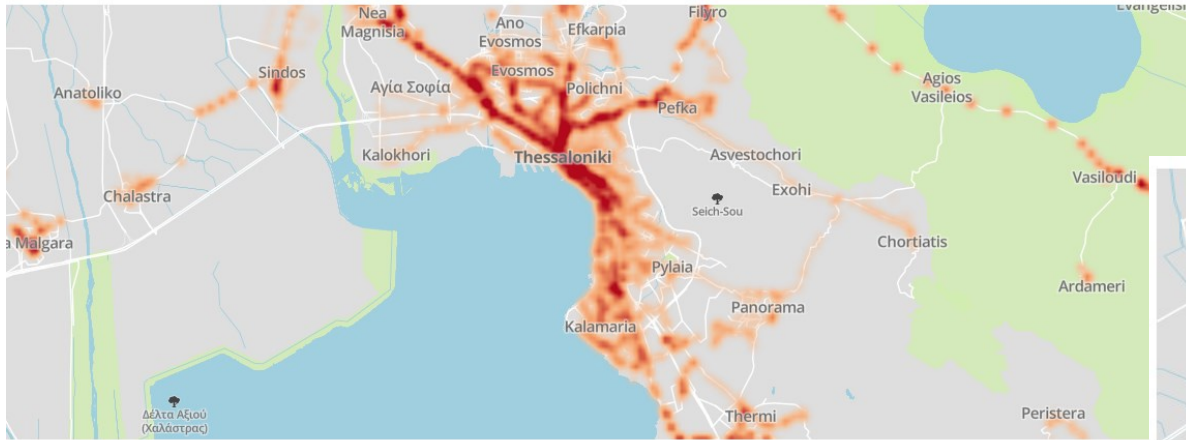 Evangelis
Nea
Magnisia
Ano
Evosmos
Efkarpia
Filyro
Sindos
Evosmos
Αγία Σοφία
Polichni
Agios
Vasileios
Anatoliko
Pefka
Kalokhori
Thessaloniki
Asvestochori
Vasiloudi
Chalastra
Exohi
Seich-Sou
a Malgara
Chortiatis
Pylaia
Ardameri
Panorama
Kalamaria
Δέλτα Αξιού
(Χαλάστρας)
Thermi
Peristera